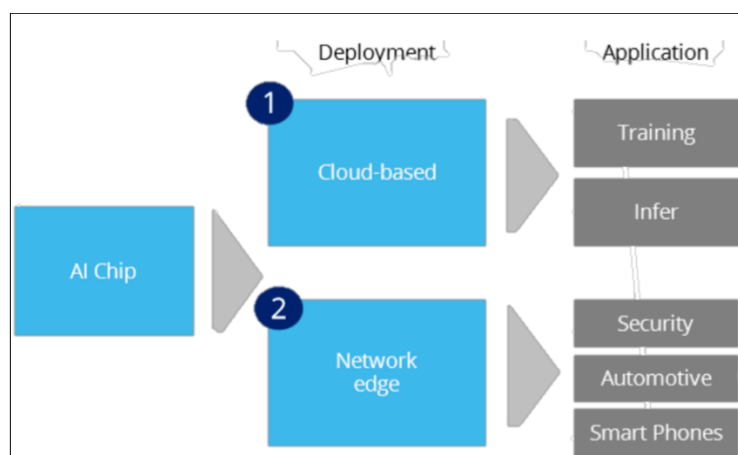 Deployment
Application
1
Cloud-based
Training
Infer
AI Chip
2
Network
edge
Security
Automotive
Smart Phones